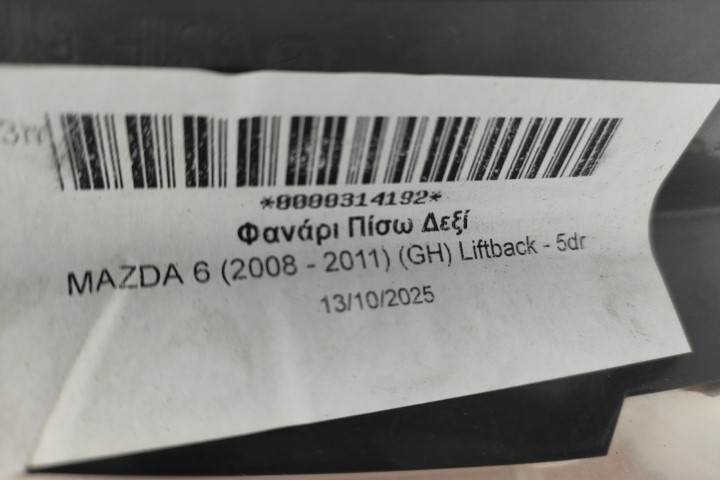 *0000314192*
Φανάρι Πίσω Δεξί
MAZDA 6 (2008 - 2011) (GH) Liftback - 5dr
13/10/2025